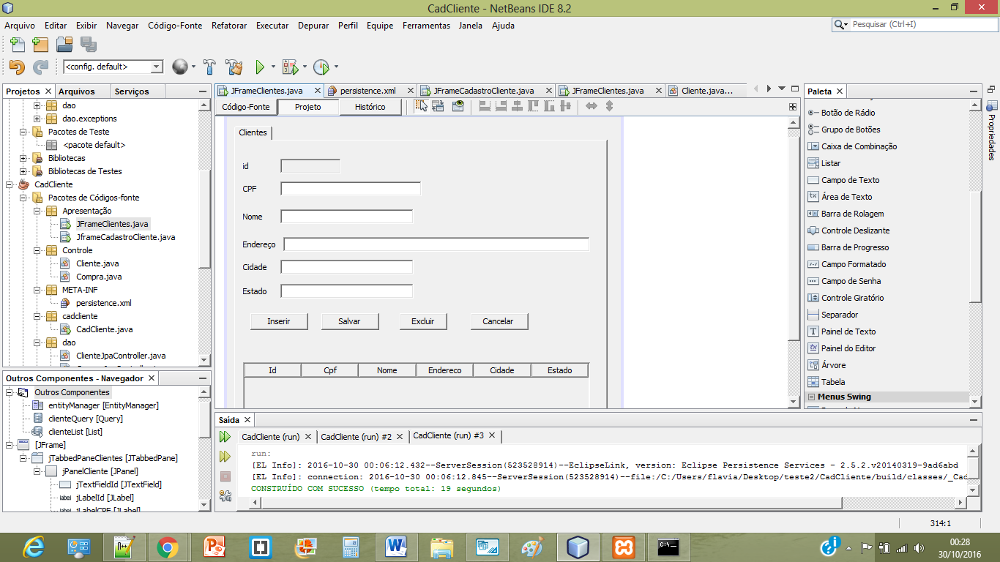 CadCliente - NetBeans IDE 8.2
Arquivo Editar Exibir Navegar Código-Fonte Refatorar Executar Depurar Perfil Equipe Ferramentas Janela Ajuda
Pesquisar (Ctrl+I)
<config. default>
Projetos Arquivos Serviços
dao
dao.exceptions
Pacotes de Teste
<pacote default>
Bibliotecas
Bibliotecas de Testes
CadCliente
Pacotes de Códigos-fonte
Apresentação
JFrameClientes.java
JframeCadastroCliente.java
Controle
Cliente.java
Compra.java
META-INF
persistence.xml
cadcliente
CadCliente.java
dao
ClienteJpaController.java
Outros Componentes - Navegador
Outros Componentes
entityManager [EntityManager]
clienteQuery [Query]
clienteList [List]
[JFrame]
jTabbedPaneClientes [JTabbedPane]
jPanelCliente [JPanel]
jTextFieldId [JTextField]
jLabelId [JLabel]
jLabelCPF [JLabel]
JFrameClientes.java persistence.xml JFrameCadastroCliente.java JFrameClientes.java Cliente.java...
Código-Fonte Projeto Histórico
Clientes
id
CPF
Nome
Endereço
Cidade
Estado
Inserir Salvar Excluir Cancelar
Id Cpf Nome Endereco Cidade Estado
Saída
CadCliente (run) CadCliente (run) #2 CadCliente (run) #3
run:
[EL Info]: 2016-10-30 00:06:12.432--ServerSession(523528914)--EclipseLink, version: Eclipse Persistence Services - 2.5.2.v20140319-9ad6abd
[EL Info]: connection: 2016-10-30 00:06:12.845--ServerSession(523528914)--file:/C:/Users/flavia/Desktop/teste2/CadCliente/build/classes/_Cad
CONSTRUÍDO COM SUCESSO (tempo total: 19 segundos)
Paleta
Botão de Rádio
Grupo de Botões
Caixa de Combinação
Listar
Campo de Texto
Área de Texto
Barra de Rolagem
Controle Deslizante
Barra de Progresso
Campo Formatado
Campo de Senha
Controle Giratório
Separador
Painel de Texto
Painel do Editor
Árvore
Tabela
Menus Swing
Propriedades
314:1
00:28
30/10/2016